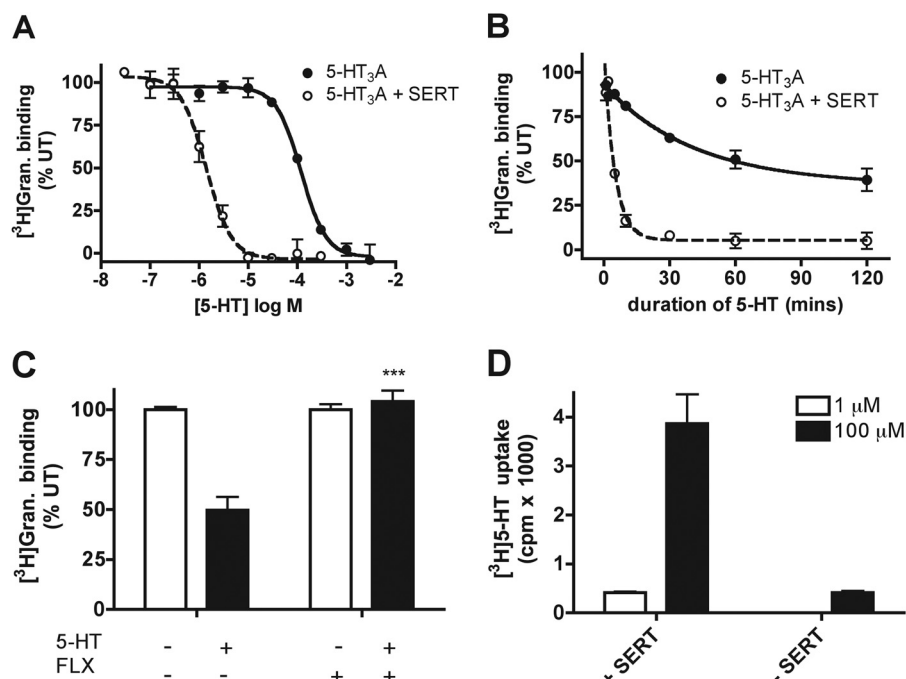 A
[³H]Gran. binding
(% UT)
100
75
50
25
0
-8 -7 -6 -5 -4 -3 -2
[5-HT] log M
5-HT₃A
5-HT₃A + SERT
B
[³H]Gran. binding
(% UT)
100
75
50
25
0
0 30 60 90 120
duration of 5-HT (mins)
5-HT₃A
5-HT₃A + SERT
C
[³H]Gran. binding
(% UT)
100
75
50
25
0
***
5-HT - + - +
FLX - - + +
D
[³H]5-HT uptake
(cpm x 1000)
4
3
2
1
0
1 µM
100 µM
+ SERT
- SERT